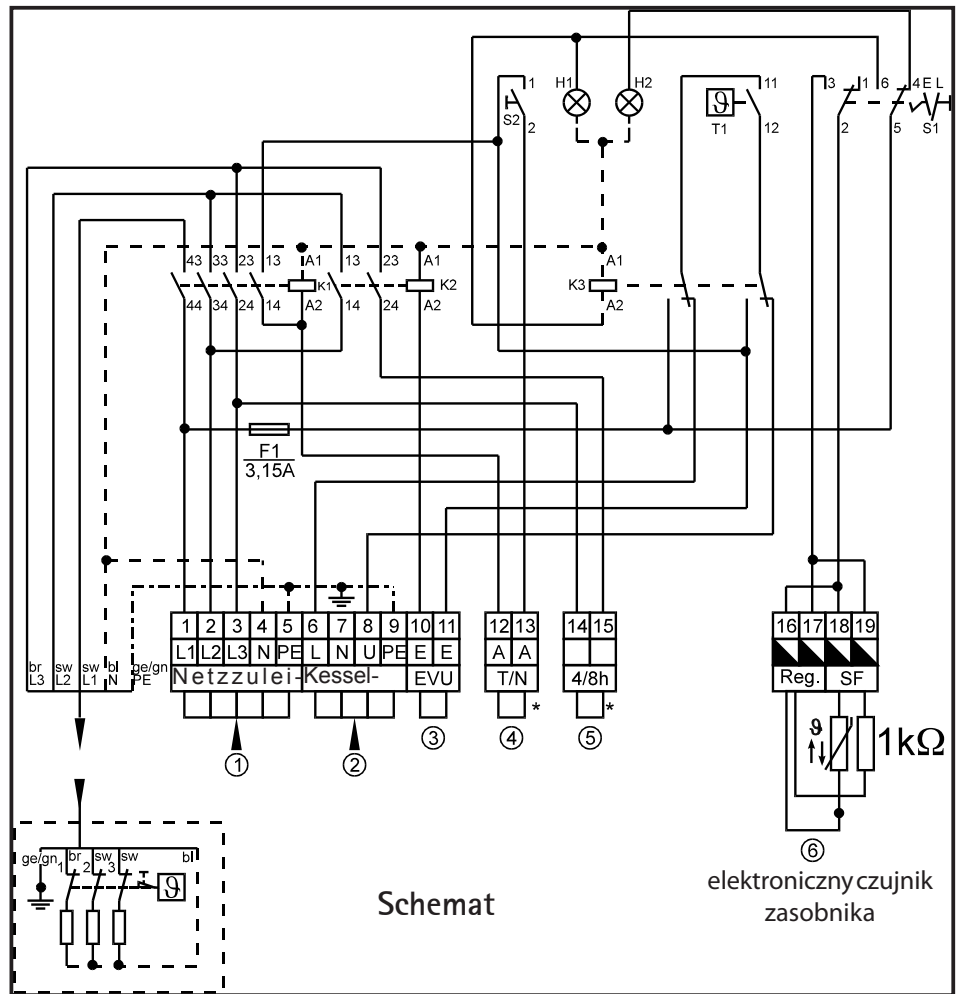 H1 H2
1 11 3 1 6 4 E L
S2 ϑ
2 T1 12 2 5 S1
43 33 23 13 A1 13 23 A1 A1
K1 K2 K3
44 34 24 14 A2 14 24 A2 A2
F1
3,15A
1 2 3 4 5 6 7 8 9 10 11 12 13 14 15 16 17 18 19
L1 L2 L3 N PE L N U PE E E A A
br sw sw bl ge/gn
L3 L2 L1 N PE
Netzzulei- Kessel- EVU T/N 4/8h Reg. SF
* *
① ② ③ ④ ⑤
ϑ 1kΩ
⑥
elektroniczny czujnik
zasobnika
ge/gn br sw sw bl
1 2 3
ϑ
Schemat